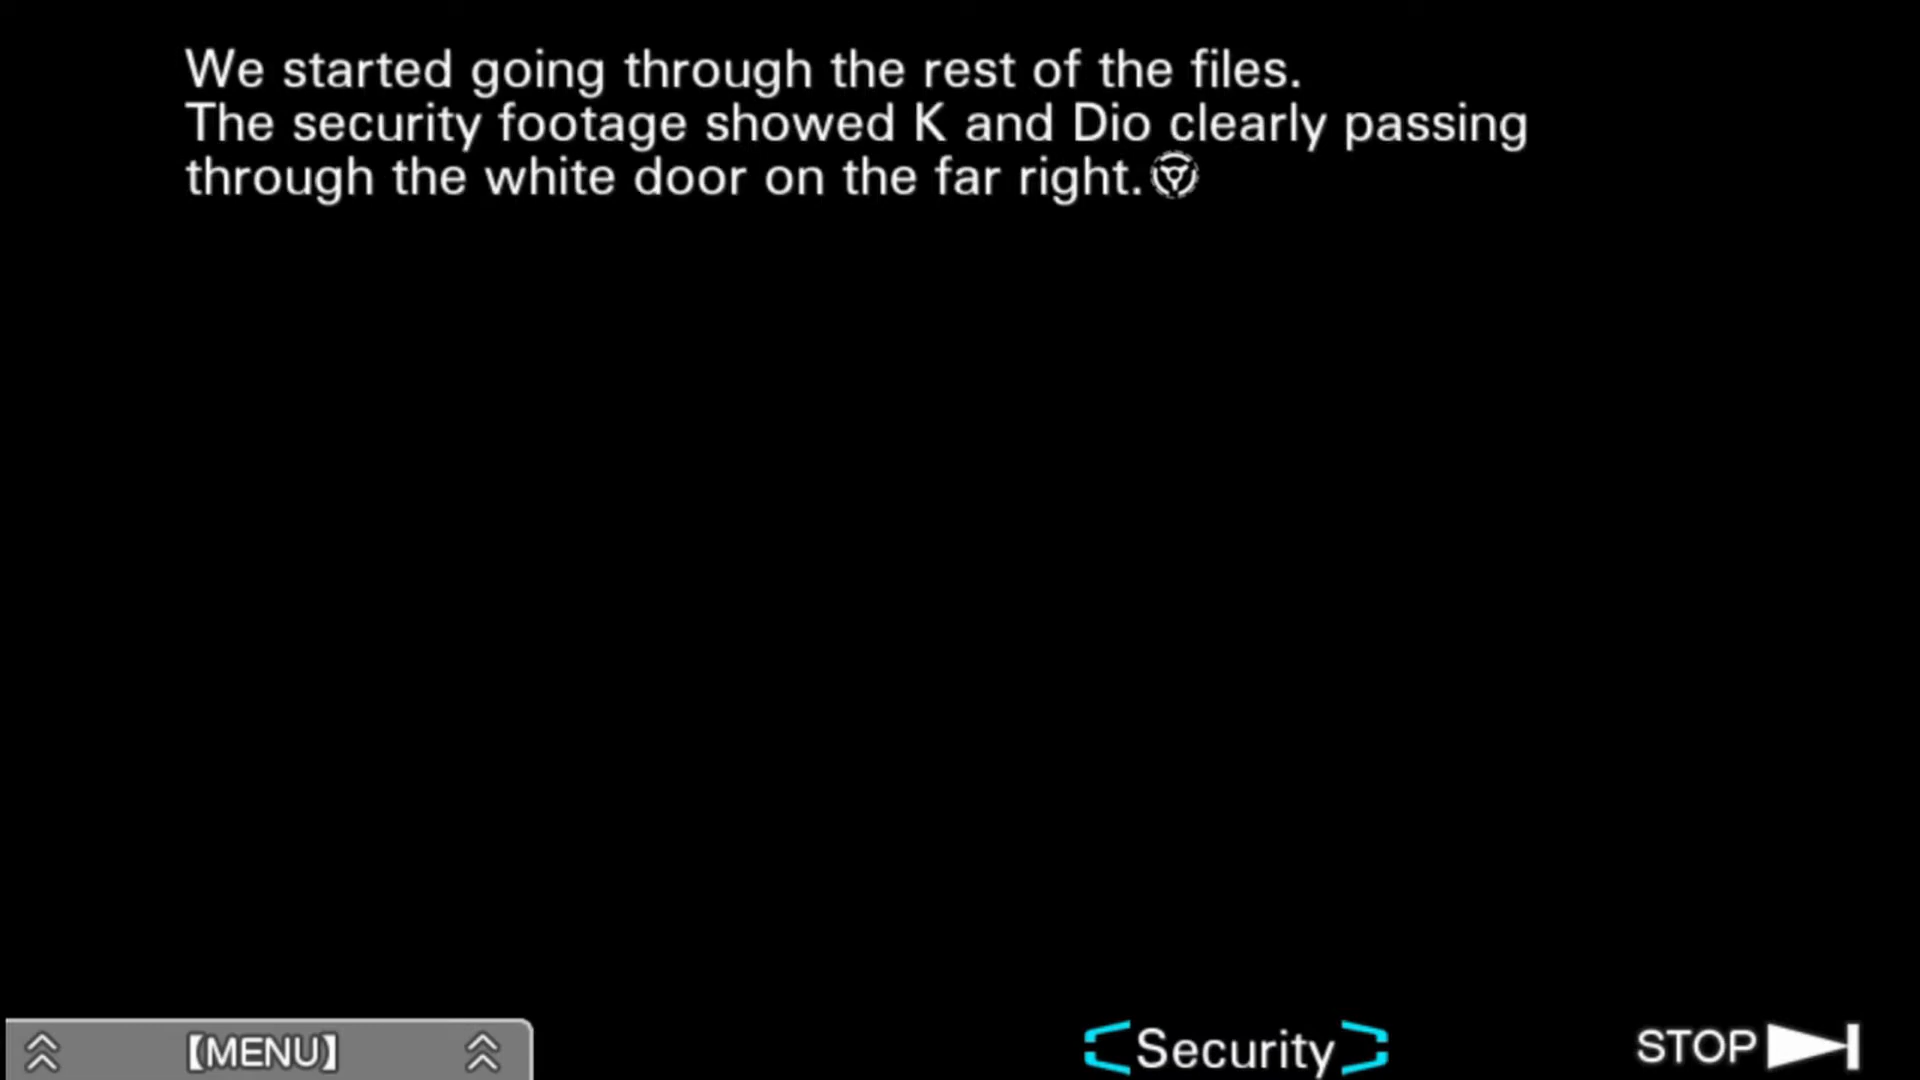 We started going through the rest of the files.
The security footage showed K and Dio clearly passing
through the white door on the far right.
【MENU】
Security
STOP